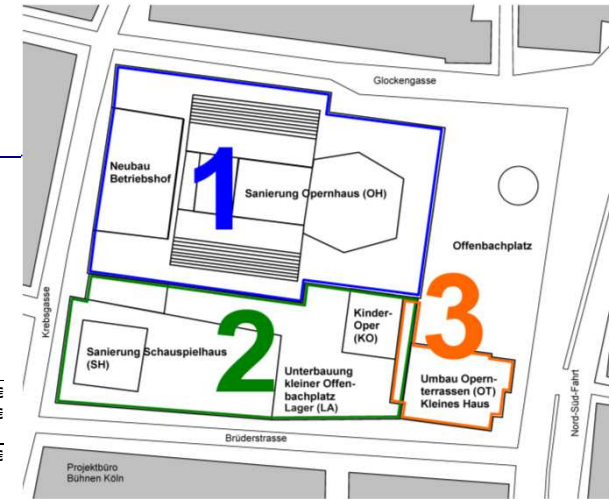 Glockengasse
Neubau
Betriebshof
1
Sanierung Opernhaus (OH)
Offenbachplatz
Krebsgasse
2
3
Kinder-
Oper
(KO)
Sanierung Schauspielhaus
(SH)
Unterbauung
kleiner Offen-
bachplatz
Lager (LA)
Umbau Opern-
terrassen (OT)
Kleines Haus
Nord-Süd-Fahrt
Brüderstrasse
Projektbüro
Bühnen Köln